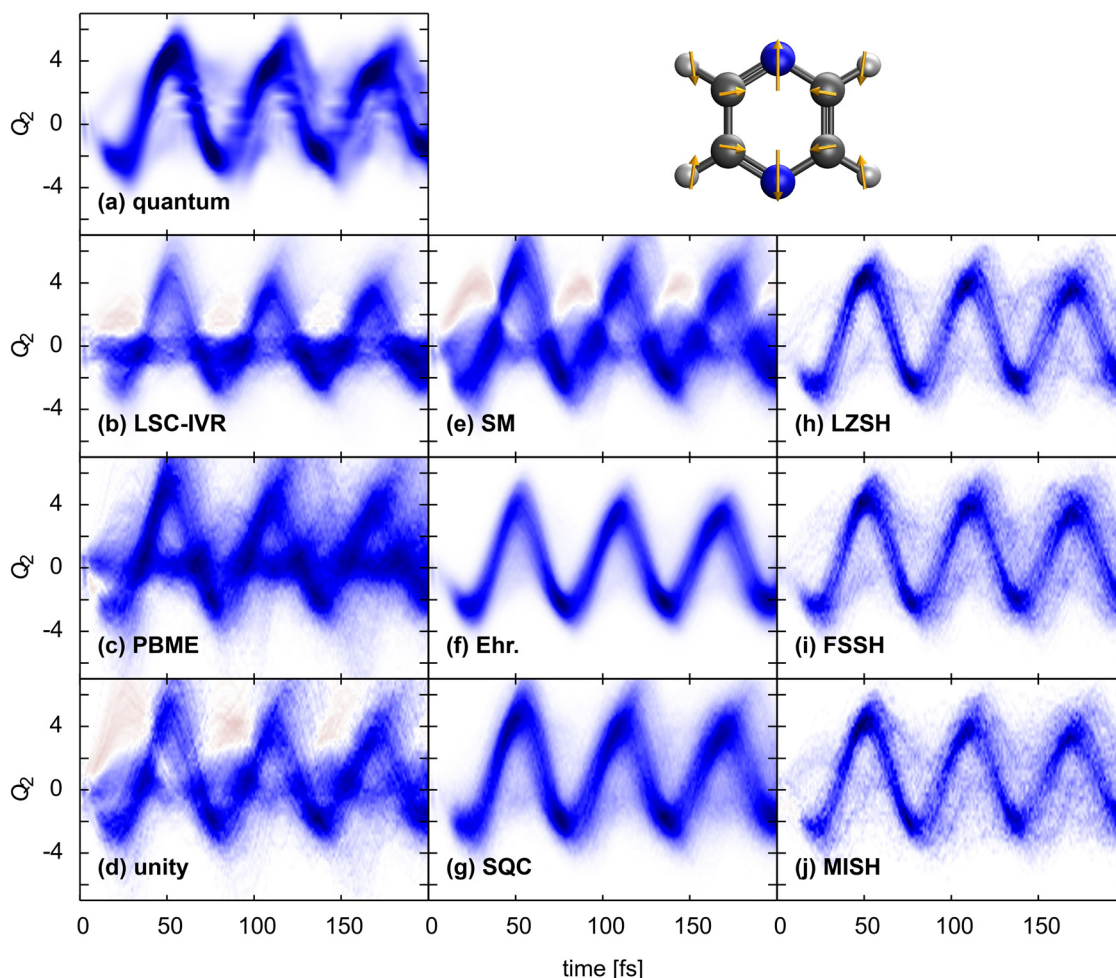 Q2
4
0
-4
(a) quantum
Q2
4
0
-4
(b) LSC-IVR
(e) SM
(h) LZSH
Q2
4
0
-4
(c) PBME
(f) Ehr.
(i) FSSH
Q2
4
0
-4
(d) unity
(g) SQC
(j) MISH
0 50 100 150 0 50 100 150 0 50 100 150
time [fs]